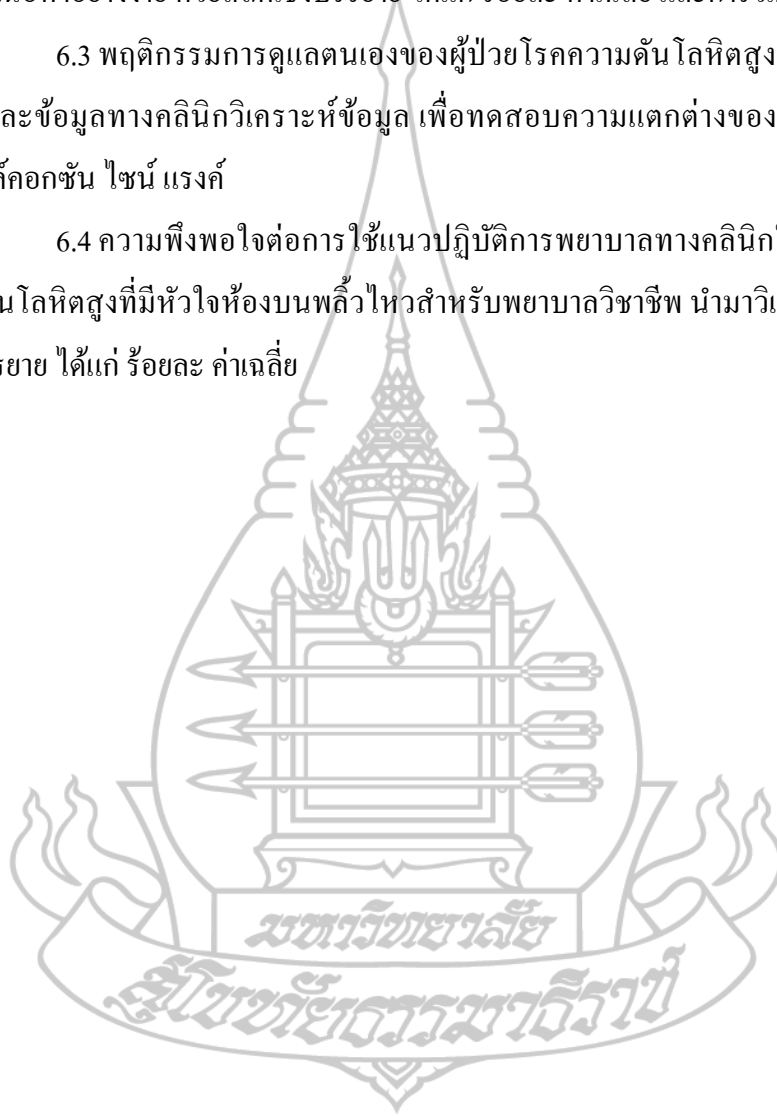 6.3 พฤติกรรมการดูแลตนเองของผู้ป่วยโรคความดันโลหิตสูง
ละข้อมูลทางคลินิกวิเคราะห์ข้อมูล เพื่อทดสอบความแตกต่างของ
ล์คอกซัน ไซน์ แรงค์
6.4 ความพึงพอใจต่อการใช้แนวปฏิบัติการพยาบาลทางคลินิก
นโลหิตสูงที่มีหัวใจห้องบนพลิ้วไหวสำหรับพยาบาลวิชาชีพ นำมาวิเ
รยาย ได้แก่ ร้อยละ ค่าเฉลี่ย
มหาวิทยาลัย
สุโขทัยธรรมาธิราช